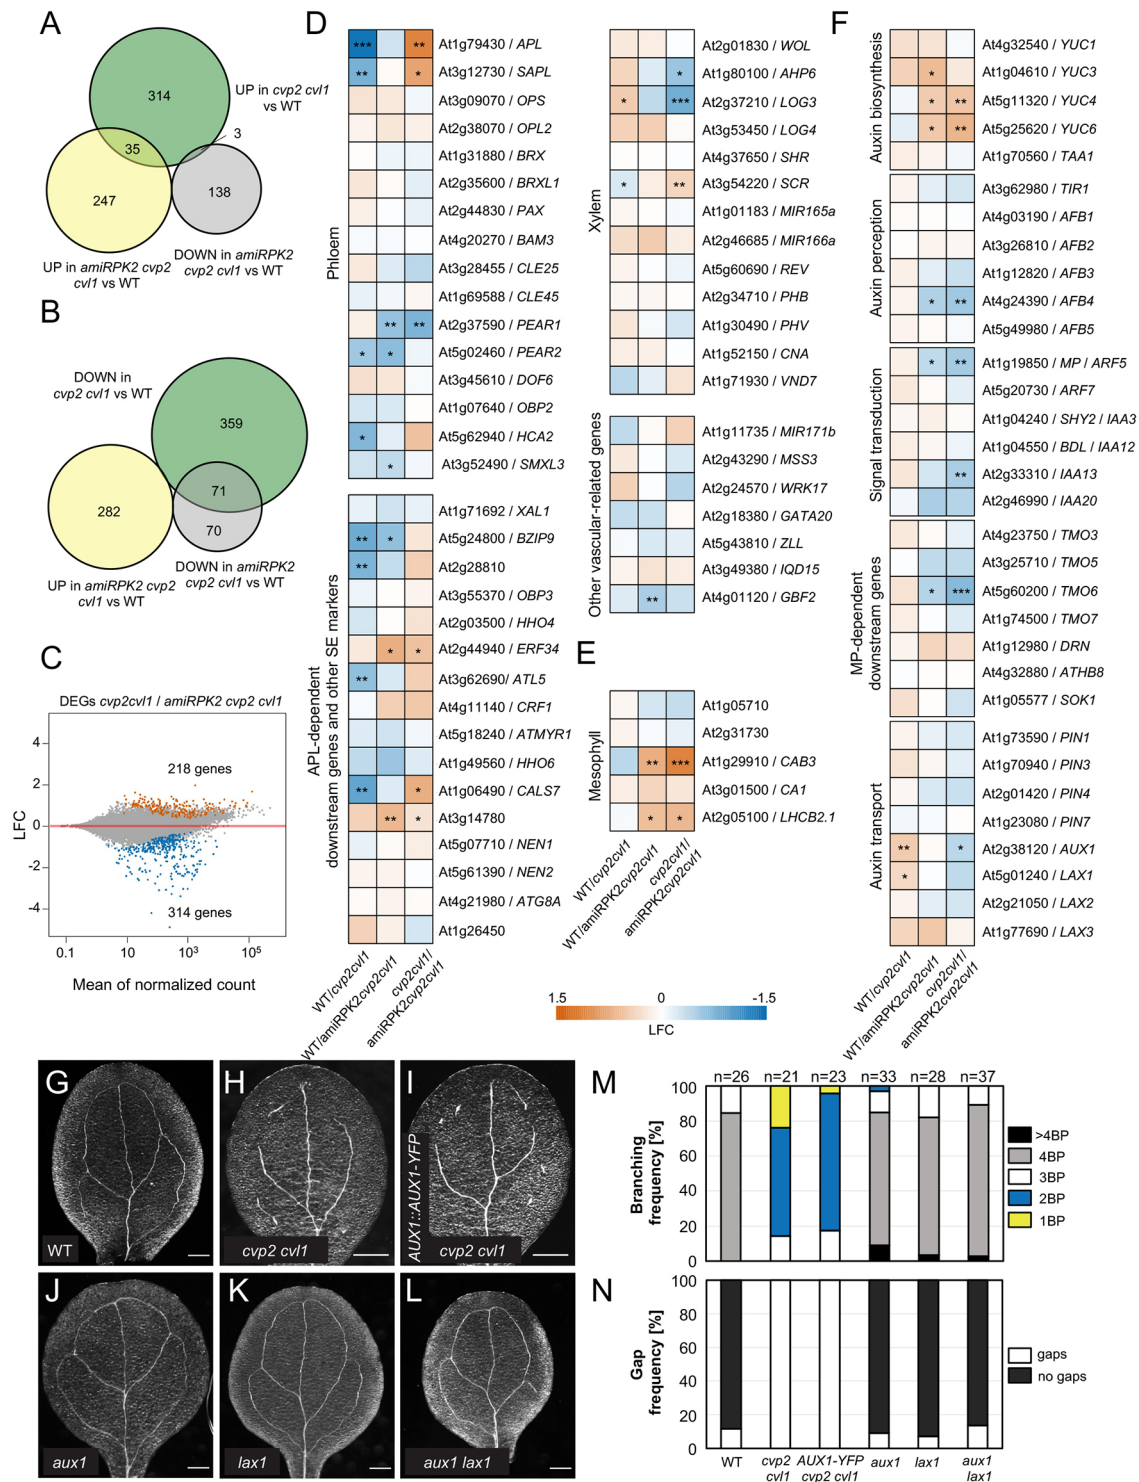 A
314
UP in cvp2 cvl1
vs WT
3
35
247
138
UP in amiRPK2 cvp2
cvl1 vs WT
DOWN in amiRPK2
cvp2 cvl1 vs WT
B
DOWN in
cvp2 cvl1 vs WT
359
71
282
70
UP in amiRPK2 cvp2
cvl1 vs WT
DOWN in amiRPK2
cvp2 cvl1 vs WT
C
DEGs cvp2cvl1 / amiRPK2 cvp2 cvl1
218 genes
314 genes
LFC
4
2
0
-2
-4
0.1
10
10³
10⁵
Mean of normalized count
D
Phloem
*** ** At1g79430 / APL
** * At3g12730 / SAPL
At3g09070 / OPS
At2g38070 / OPL2
At1g31880 / BRX
At2g35600 / BRXL1
At2g44830 / PAX
At4g20270 / BAM3
At3g28455 / CLE25
At1g69588 / CLE45
** ** At2g37590 / PEAR1
* * At5g02460 / PEAR2
At3g45610 / DOF6
At1g07640 / OBP2
* At5g62940 / HCA2
* At3g52490 / SMXL3
APL-dependent
downstream genes and other SE markers
At1g71692 / XAL1
** * At5g24800 / BZIP9
** At2g28810
At3g55370 / OBP3
At2g03500 / HHO4
* * At2g44940 / ERF34
** At3g62690/ ATL5
At4g11140 / CRF1
At5g18240 / ATMYR1
At1g49560 / HHO6
** * At1g06490 / CALS7
** * At3g14780
At5g07710 / NEN1
At5g61390 / NEN2
At4g21980 / ATG8A
At1g26450
WT/cvp2cvl1
WT/amiRPK2cvp2cvl1
cvp2cvl1/
amiRPK2cvp2cvl1
Xylem
At2g01830 / WOL
* At1g80100 / AHP6
* *** At2g37210 / LOG3
At3g53450 / LOG4
At4g37650 / SHR
* ** At3g54220 / SCR
At1g01183 / MIR165a
At2g46685 / MIR166a
At5g60690 / REV
At2g34710 / PHB
At1g30490 / PHV
At1g52150 / CNA
At1g71930 / VND7
Other vascular-related genes
At1g11735 / MIR171b
At2g43290 / MSS3
At2g24570 / WRK17
At2g18380 / GATA20
At5g43810 / ZLL
At3g49380 / IQD15
** At4g01120 / GBF2
E
Mesophyll
At1g05710
At2g31730
** *** At1g29910 / CAB3
At3g01500 / CA1
* * At2g05100 / LHCB2.1
WT/cvp2cvl1
WT/amiRPK2cvp2cvl1
cvp2cvl1/
amiRPK2cvp2cvl1
1.5
0
-1.5
LFC
F
Auxin biosynthesis
At4g32540 / YUC1
* At1g04610 / YUC3
* ** At5g11320 / YUC4
* ** At5g25620 / YUC6
At1g70560 / TAA1
Auxin perception
At3g62980 / TIR1
At4g03190 / AFB1
At3g26810 / AFB2
At1g12820 / AFB3
* ** At4g24390 / AFB4
At5g49980 / AFB5
Signal transduction
* ** At1g19850 / MP / ARF5
At5g20730 / ARF7
At1g04240 / SHY2 / IAA3
At1g04550 / BDL / IAA12
** At2g33310 / IAA13
At2g46990 / IAA20
MP-dependent
downstream genes
At4g23750 / TMO3
At3g25710 / TMO5
* *** At5g60200 / TMO6
At1g74500 / TMO7
At1g12980 / DRN
At4g32880 / ATHB8
At1g05577 / SOK1
Auxin transport
At1g73590 / PIN1
At1g70940 / PIN3
At2g01420 / PIN4
At1g23080 / PIN7
** * At2g38120 / AUX1
* At5g01240 / LAX1
At2g21050 / LAX2
At1g77690 / LAX3
WT/cvp2cvl1
WT/amiRPK2cvp2cvl1
cvp2cvl1/
amiRPK2cvp2cvl1
G
WT
H
cvp2 cvl1
I
AUX1::AUX1-YFP
cvp2 cvl1
J
aux1
K
lax1
L
aux1 lax1
M
n=26 n=21 n=23 n=33 n=28 n=37
Branching
frequency [%]
100
80
60
40
20
0
>4BP
4BP
3BP
2BP
1BP
N
Gap
frequency [%]
100
80
60
40
20
0
gaps
no gaps
WT
cvp2
cvl1
AUX1-YFP
cvp2 cvl1
aux1
lax1
aux1
lax1